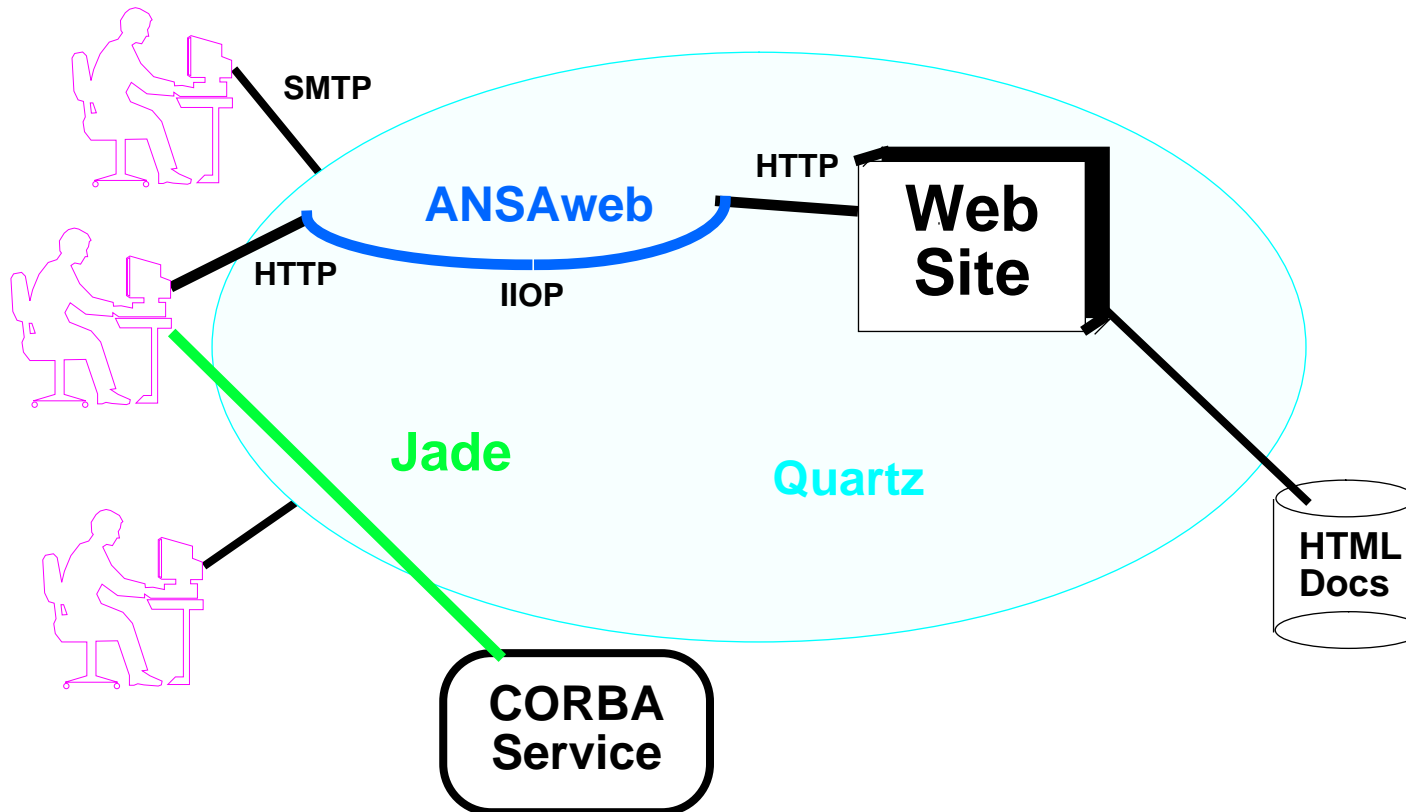 SMTP
HTTP
ANSAweb
Web
Site
HTTP
IIOP
Jade
Quartz
HTML
Docs
CORBA
Service